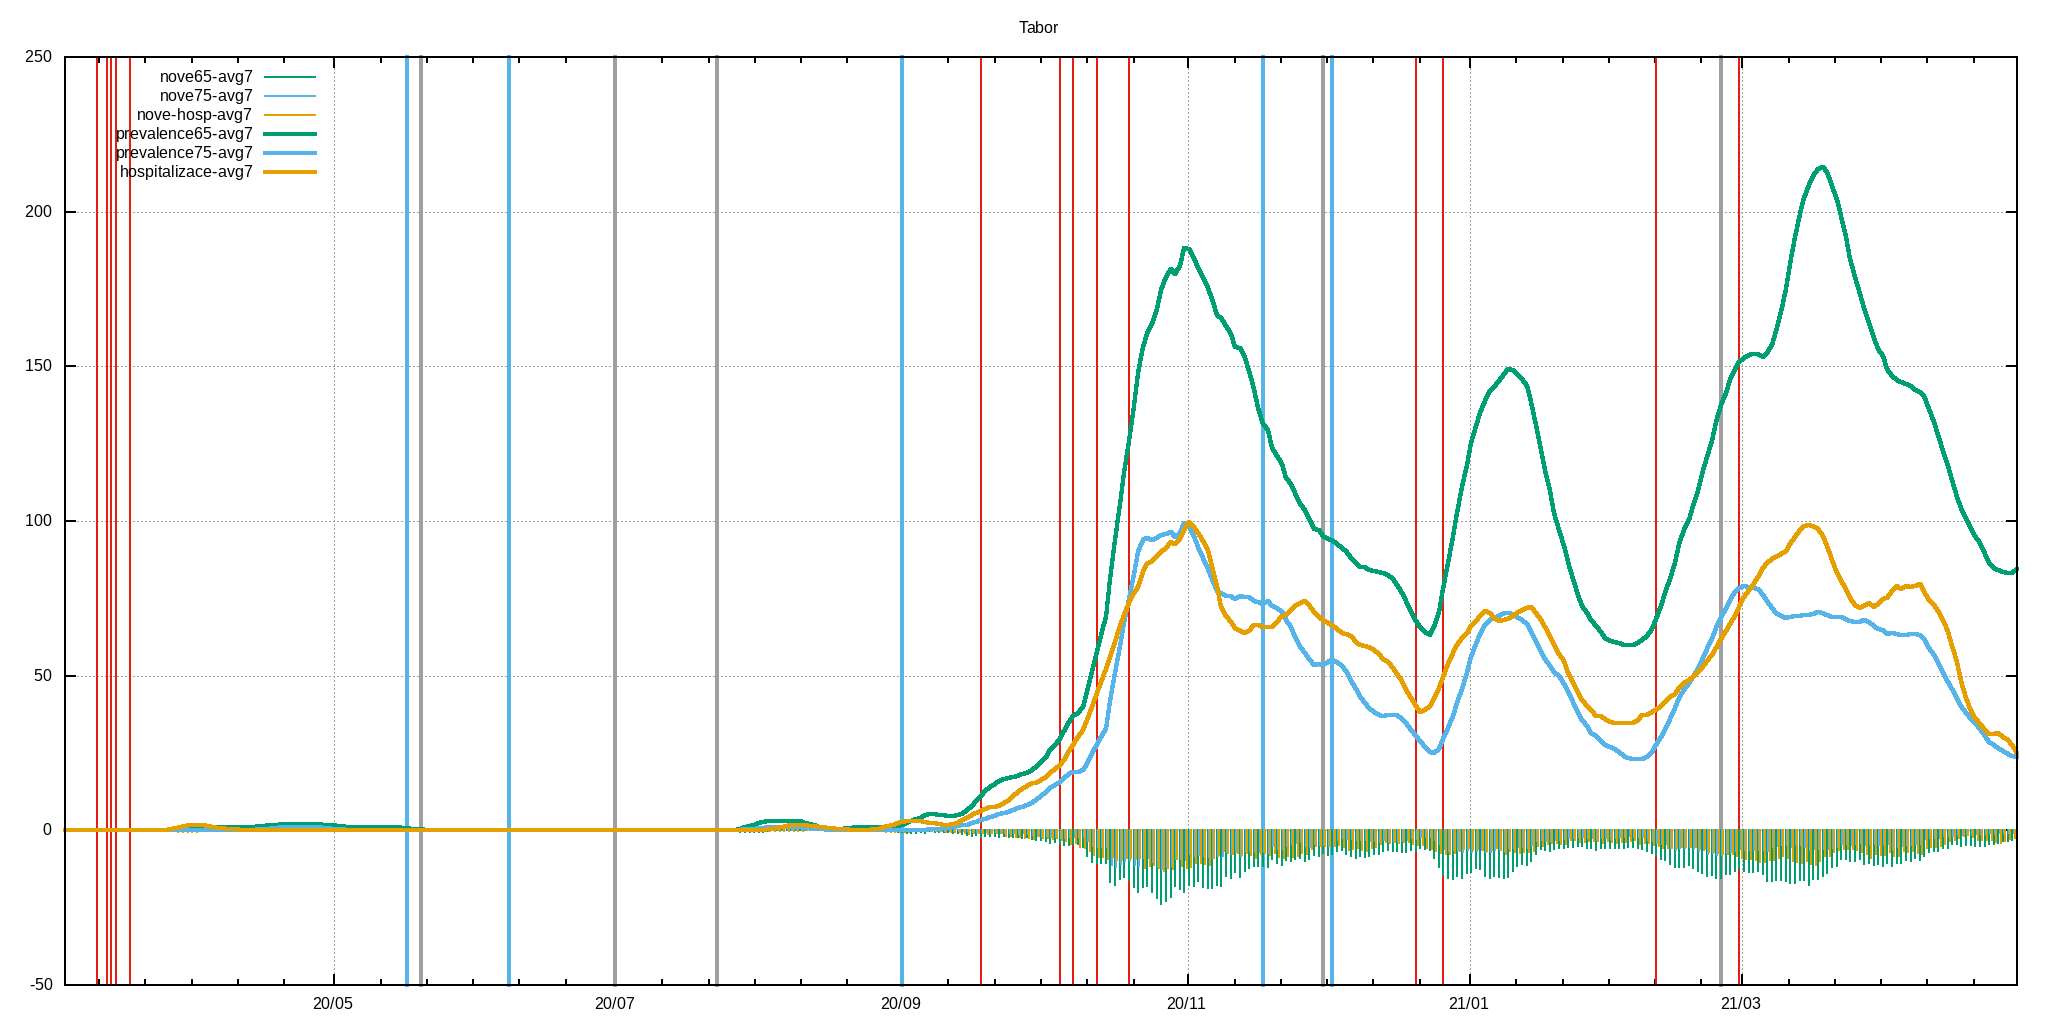 Tabor
250
200
150
100
50
0
-50
nove65-avg7
nove75-avg7
nove-hosp-avg7
prevalence65-avg7
prevalence75-avg7
hospitalizace-avg7
20/05 20/07 20/09 20/11 21/01 21/03